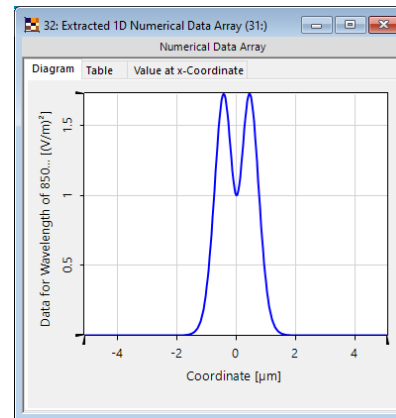 32: Extracted 1D Numerical Data Array (31:)
Numerical Data Array
Diagram Table Value at x-Coordinate
Data for Wavelength of 850... [(V/m)²]
1.5
1
0.5
-4 -2 0 2 4
Coordinate [µm]